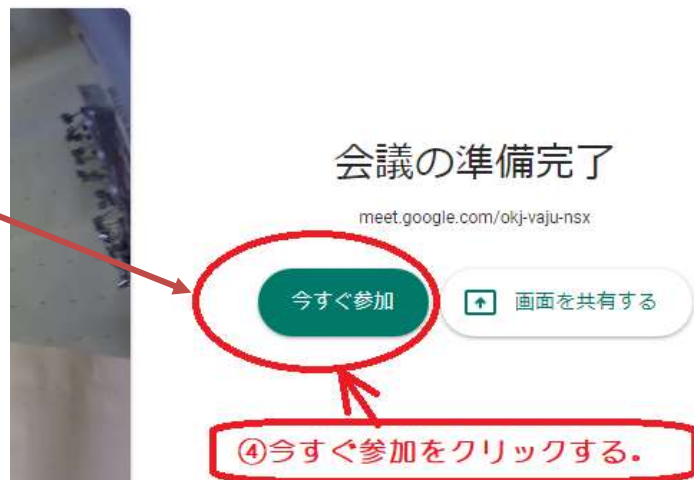 会議の準備完了
meet.google.com/okj-vaju-nsx
今すぐ参加
画面を共有する
④今すぐ参加をクリックする。